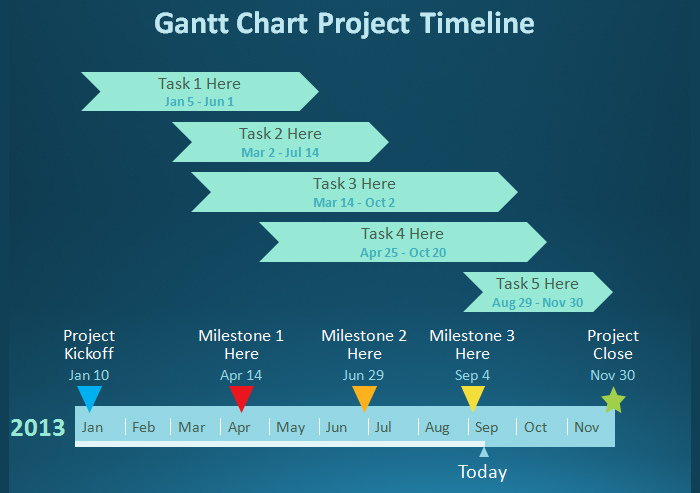 Gantt Chart Project Timeline
Task 1 Here
Jan 5 - Jun 1
Task 2 Here
Mar 2 - Jul 14
Task 3 Here
Mar 14 - Oct 2
Task 4 Here
Apr 25 - Oct 20
Task 5 Here
Aug 29 - Nov 30
Project
Kickoff
Jan 10
Milestone 1
Here
Apr 14
Milestone 2
Here
Jun 29
Milestone 3
Here
Sep 4
Project
Close
Nov 30
2013 Jan Feb Mar Apr May Jun Jul Aug Sep Oct Nov
Today